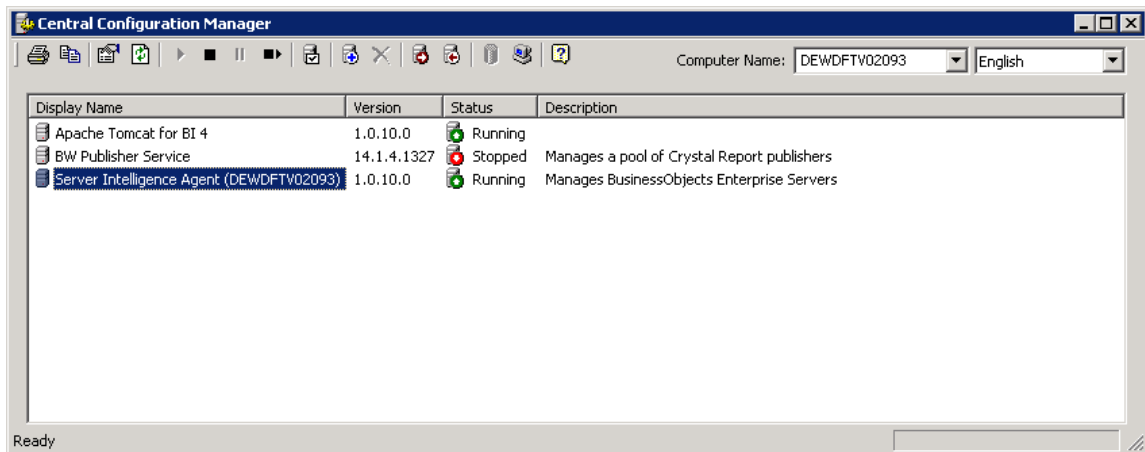 Central Configuration Manager
Computer Name: DEWDFTV02093 English
Display Name Version Status Description
Apache Tomcat for BI 4 1.0.10.0 Running
BW Publisher Service 14.1.4.1327 Stopped Manages a pool of Crystal Report publishers
Server Intelligence Agent (DEWDFTV02093) 1.0.10.0 Running Manages BusinessObjects Enterprise Servers
Ready